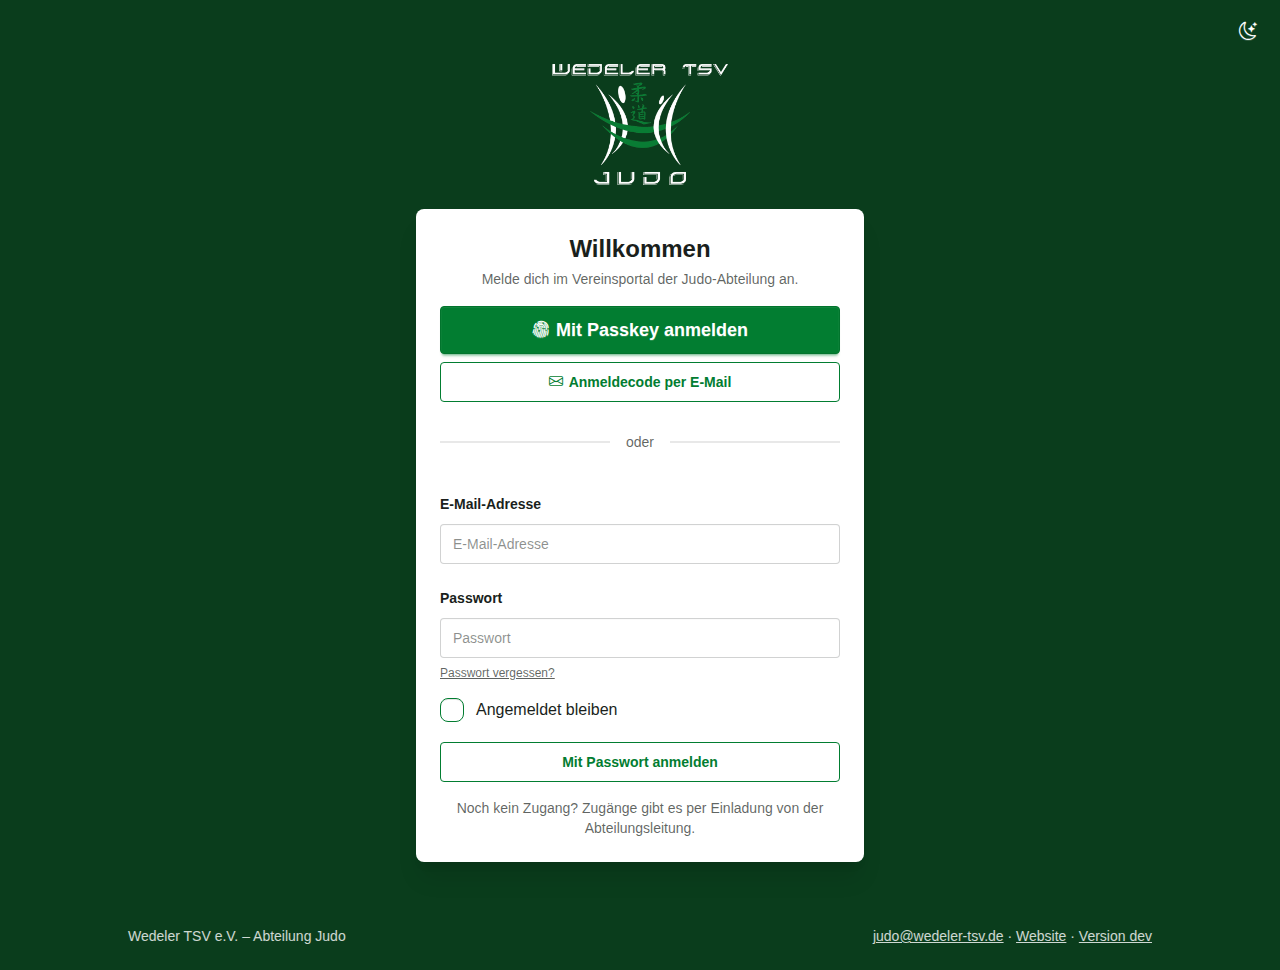 WEDELER TSV
柔
道
JUDO
Willkommen
Melde dich im Vereinsportal der Judo-Abteilung an.
Mit Passkey anmelden
Anmeldecode per E-Mail
oder
E-Mail-Adresse
E-Mail-Adresse
Passwort
Passwort
Passwort vergessen?
Angemeldet bleiben
Mit Passwort anmelden
Noch kein Zugang? Zugänge gibt es per Einladung von der
Abteilungsleitung.
Wedeler TSV e.V. – Abteilung Judo
judo@wedeler-tsv.de · Website · Version dev